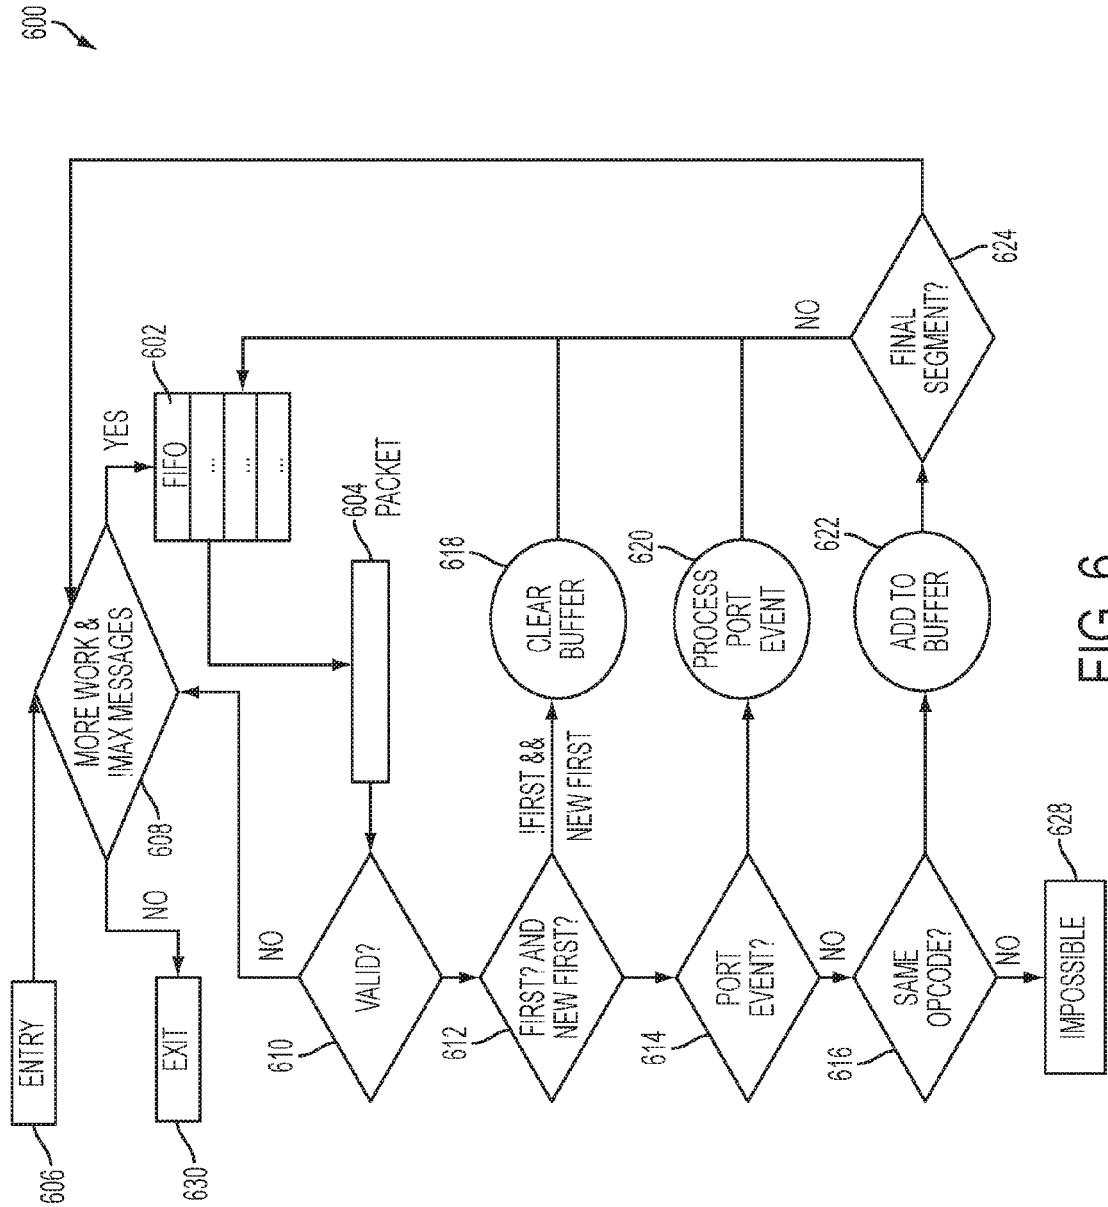 600
ENTRY
606
MORE WORK &
!MAX MESSAGES
608
YES
NO
EXIT
630
FIFO
...
...
...
602
604
PACKET
VALID?
610
NO
FIRST? AND
NEW FIRST?
612
!FIRST &&
NEW FIRST
CLEAR
BUFFER
618
PORT
EVENT?
614
NO
PROCESS
PORT
EVENT
620
SAME
OPCODE?
616
NO
ADD TO
BUFFER
622
FINAL
SEGMENT?
624
NO
IMPOSSIBLE
628
FIG. 6